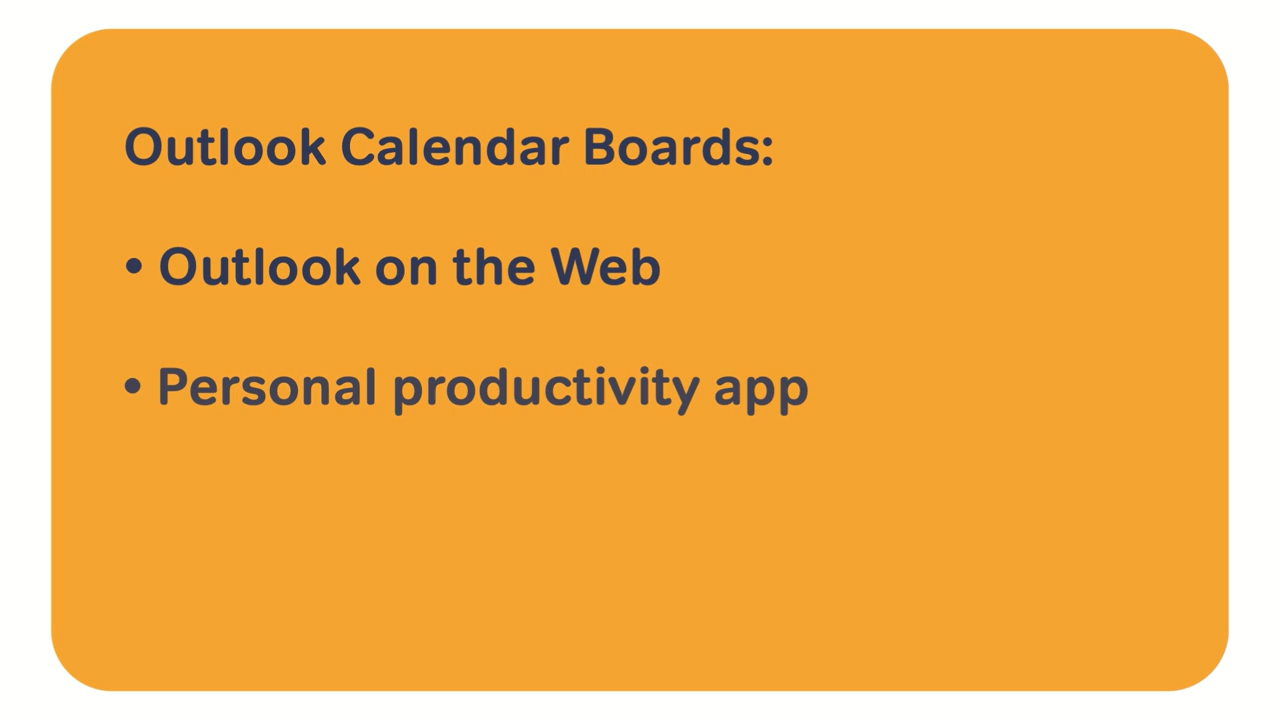 Outlook Calendar Boards:
• Outlook on the Web
• Personal productivity app